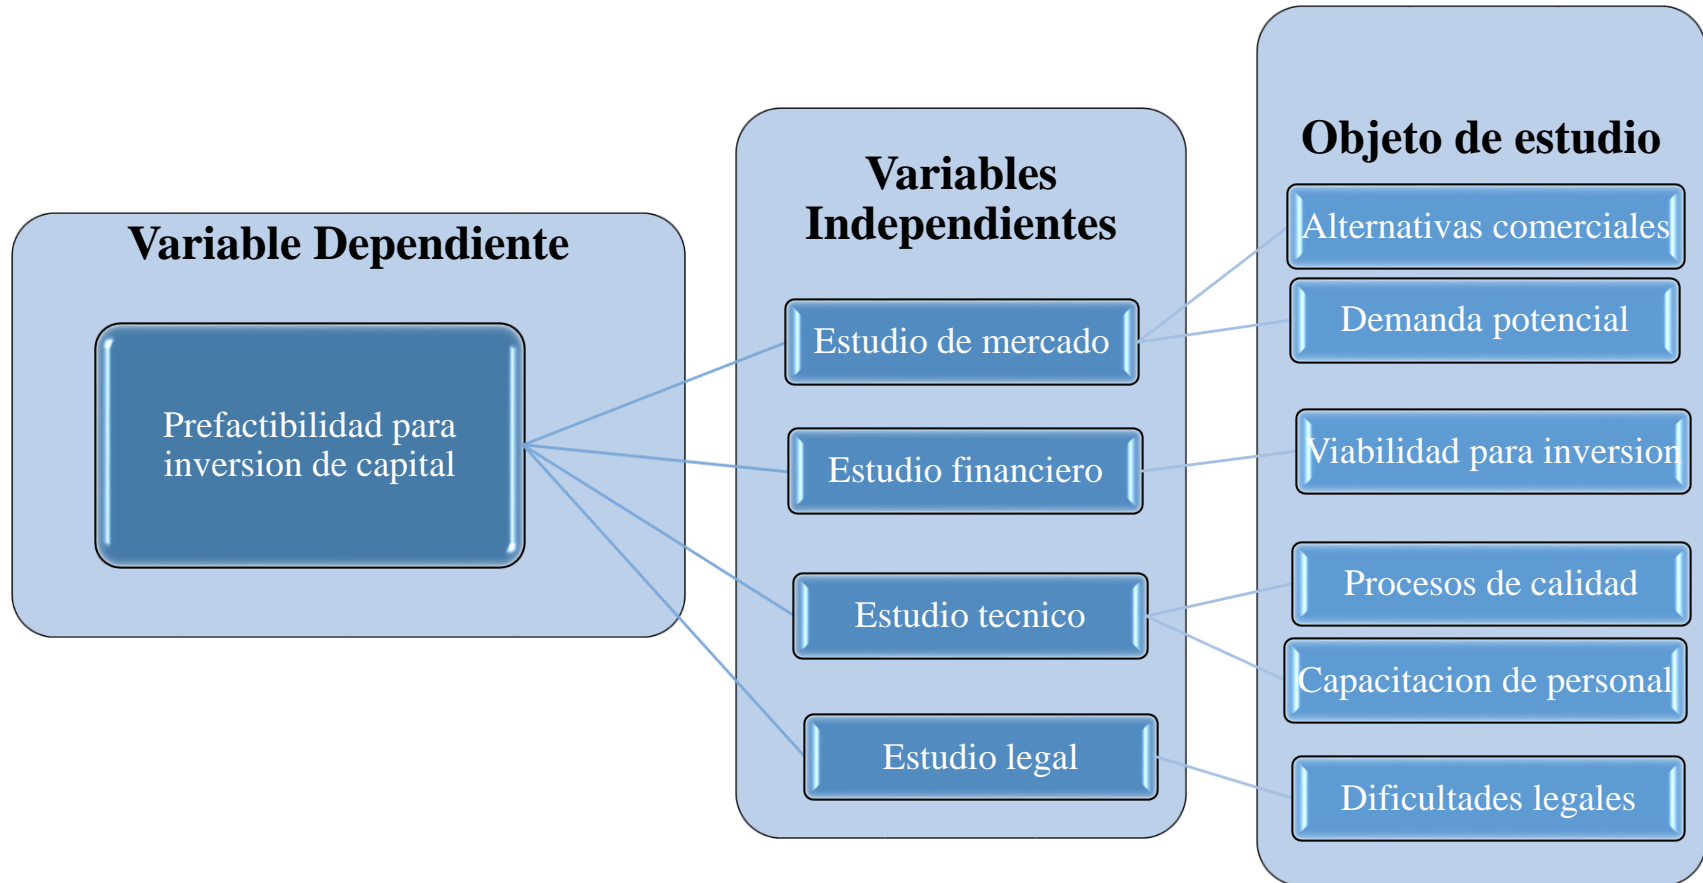 Variable Dependiente
Prefactibilidad para
inversion de capital
Variables
Independientes
Estudio de mercado
Estudio financiero
Estudio tecnico
Estudio legal
Objeto de estudio
Alternativas comerciales
Demanda potencial
Viabilidad para inversion
Procesos de calidad
Capacitacion de personal
Dificultades legales